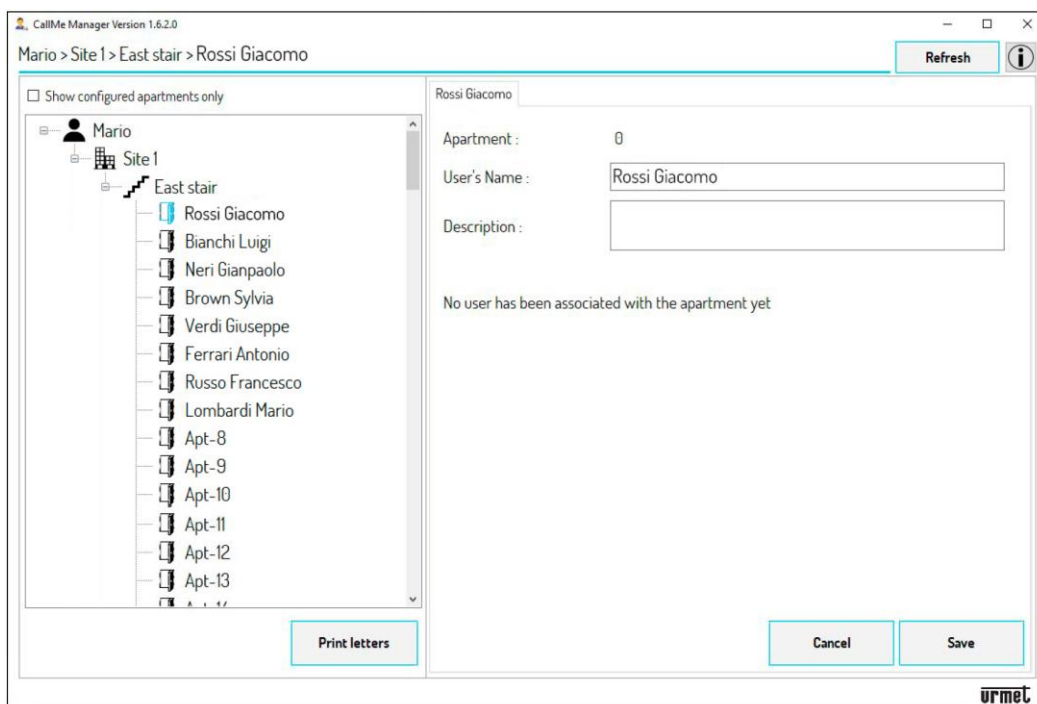 CallMe Manager Version 1.6.2.0
Mario > Site 1 > East stair > Rossi Giacomo
Refresh
Show configured apartments only
Mario
Site 1
East stair
Rossi Giacomo
Bianchi Luigi
Neri Gianpaolo
Brown Sylvia
Verdi Giuseppe
Ferrari Antonio
Russo Francesco
Lombardi Mario
Apt-8
Apt-9
Apt-10
Apt-11
Apt-12
Apt-13
Print letters
Rossi Giacomo
Apartment : 0
User's Name : Rossi Giacomo
Description :
No user has been associated with the apartment yet
Cancel
Save
urmet